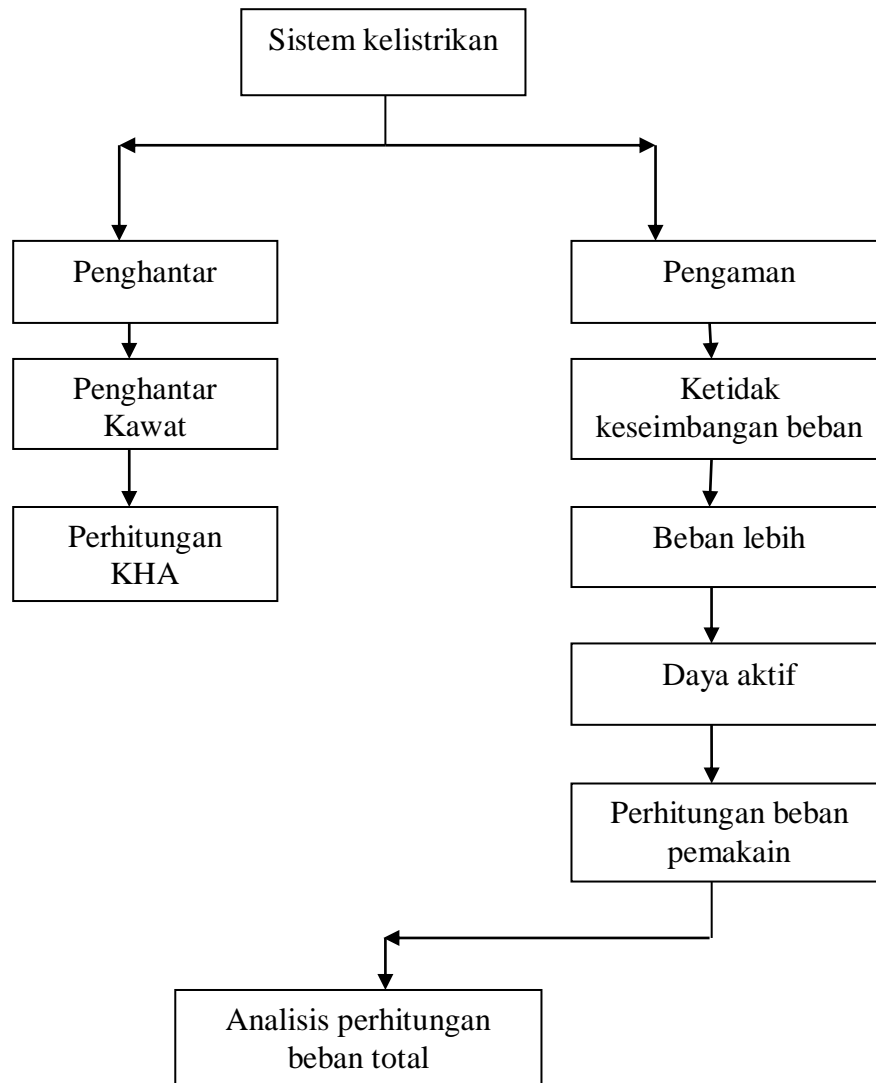 Sistem kelistrikan
Penghantar
Pengaman
Penghantar
Kawat
Ketidak
keseimbangan beban
Perhitungan
KHA
Beban lebih
Daya aktif
Perhitungan beban
pemakain
Analisis perhitungan
beban total